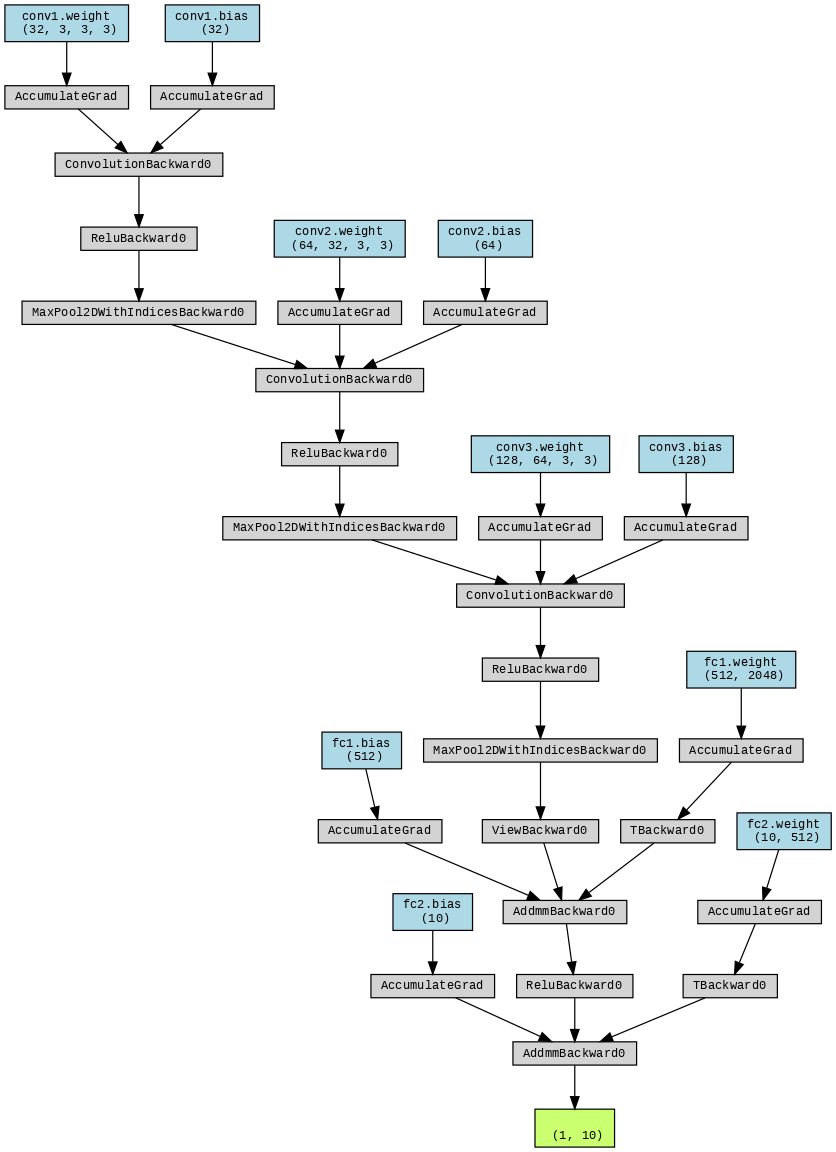 conv1.weight
(32, 3, 3, 3)
conv1.bias
(32)
AccumulateGrad
AccumulateGrad
ConvolutionBackward0
ReluBackward0
conv2.weight
(64, 32, 3, 3)
conv2.bias
(64)
MaxPool2DWithIndicesBackward0
AccumulateGrad
AccumulateGrad
ConvolutionBackward0
ReluBackward0
conv3.weight
(128, 64, 3, 3)
conv3.bias
(128)
MaxPool2DWithIndicesBackward0
AccumulateGrad
AccumulateGrad
ConvolutionBackward0
ReluBackward0
fc1.weight
(512, 2048)
fc1.bias
(512)
MaxPool2DWithIndicesBackward0
AccumulateGrad
AccumulateGrad
ViewBackward0
TBackward0
fc2.weight
(10, 512)
fc2.bias
(10)
AddmmBackward0
AccumulateGrad
AccumulateGrad
ReluBackward0
TBackward0
AddmmBackward0
(1, 10)